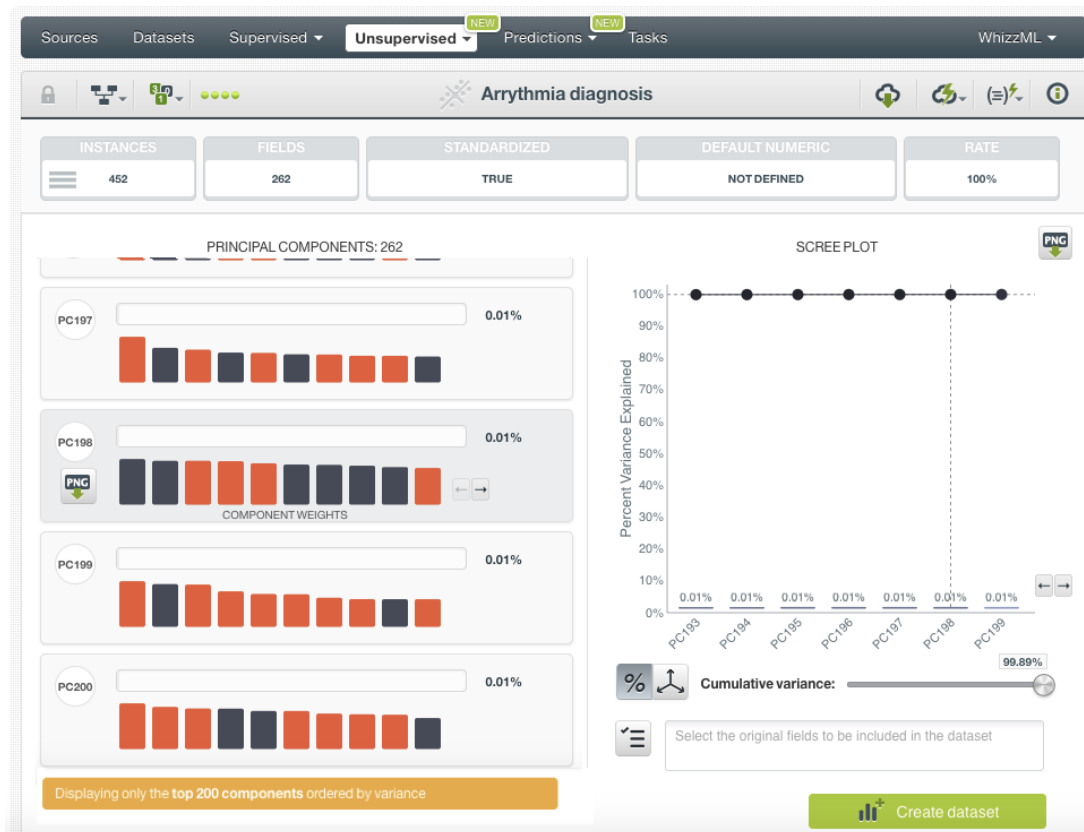 NEW NEW
Sources Datasets Supervised Unsupervised Predictions Tasks WhizzML
Arrythmia diagnosis
INSTANCES FIELDS STANDARDIZED DEFAULT NUMERIC RATE
452 262 TRUE NOT DEFINED 100%
PRINCIPAL COMPONENTS: 262
PC197 0.01%
PC198 0.01%
PNG
COMPONENT WEIGHTS
PC199 0.01%
PC200 0.01%
Displaying only the top 200 components ordered by variance
SCREE PLOT
PNG
Percent Variance Explained
100%
90%
80%
70%
60%
50%
40%
30%
20%
10%
0%
0.01% 0.01% 0.01% 0.01% 0.01% 0.01% 0.01%
PC193 PC194 PC195 PC196 PC197 PC198 PC199
99.89%
% Cumulative variance:
Select the original fields to be included in the dataset
Create dataset